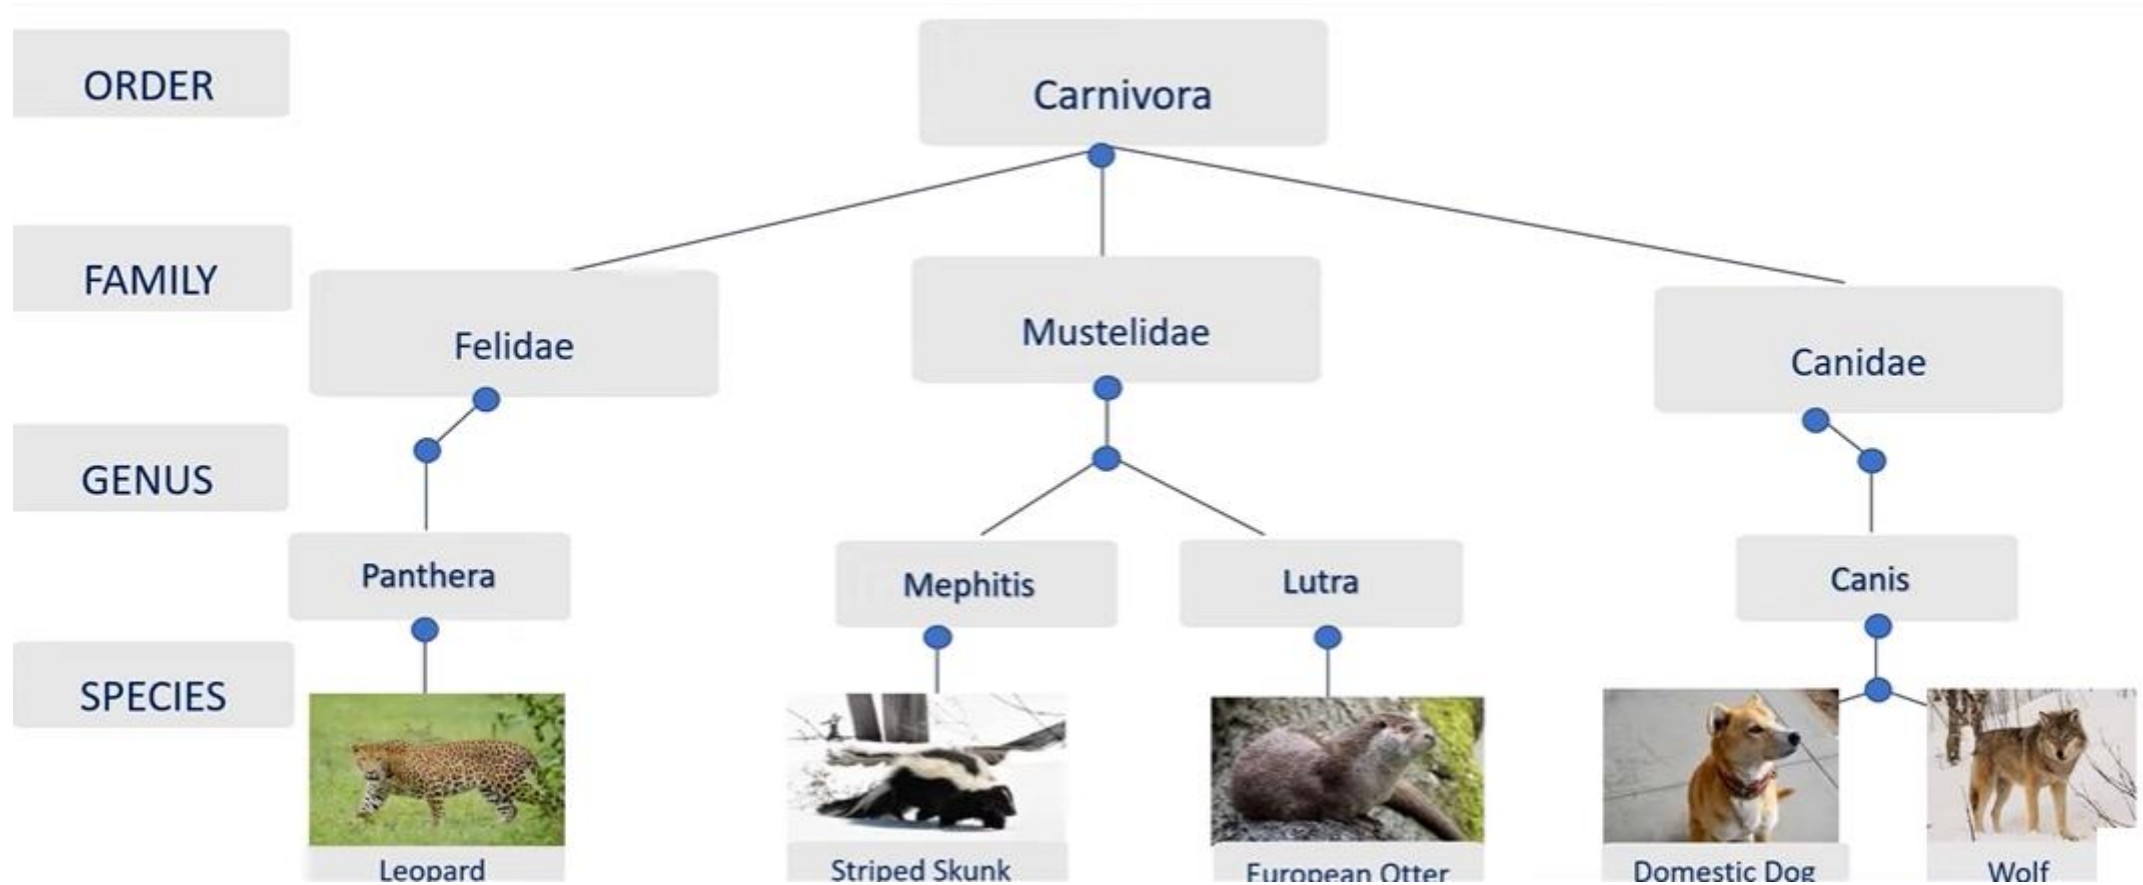 ORDER
Carnivora
FAMILY
Felidae
Mustelidae
Canidae
GENUS
Panthera
Mephitis
Lutra
Canis
SPECIES
Leopard
Striped Skunk
European Otter
Domestic Dog
Wolf